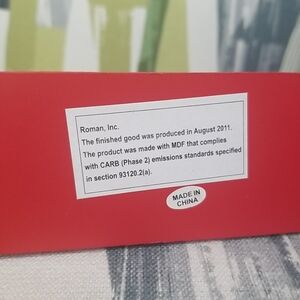 Roman, Inc.
The finished good was produced in August 2011.
The product was made with MDF that complies
with CARB (Phase 2) emissions standards specified
in section 93120.2(a).
MADE IN
CHINA